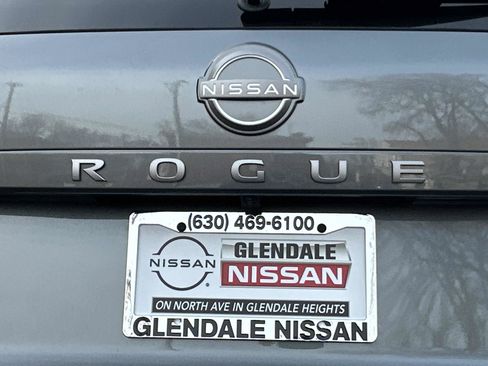 NISSAN
ROGUE
(630) 469-6100
NISSAN®
GLENDALE
NISSAN
ON NORTH AVE IN GLENDALE HEIGHTS
GLENDALE NISSAN